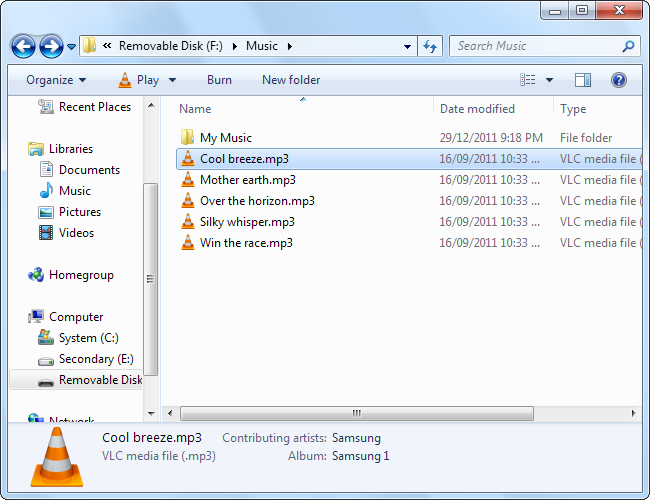 « Removable Disk (F:) Music Search Music
Organize Play Burn New folder
Recent Places
Libraries
Documents
Music
Pictures
Videos
Homegroup
Computer
System (C:)
Secondary (E:)
Removable Disk
Network
Name Date modified Type
My Music 29/12/2011 9:18 PM File folder
Cool breeze.mp3 16/09/2011 10:33 ... VLC media file (
Mother earth.mp3 16/09/2011 10:33 ... VLC media file (
Over the horizon.mp3 16/09/2011 10:33 ... VLC media file (
Silky whisper.mp3 16/09/2011 10:33 ... VLC media file (
Win the race.mp3 16/09/2011 10:33 ... VLC media file (
Cool breeze.mp3 Contributing artists: Samsung
VLC media file (.mp3) Album: Samsung 1